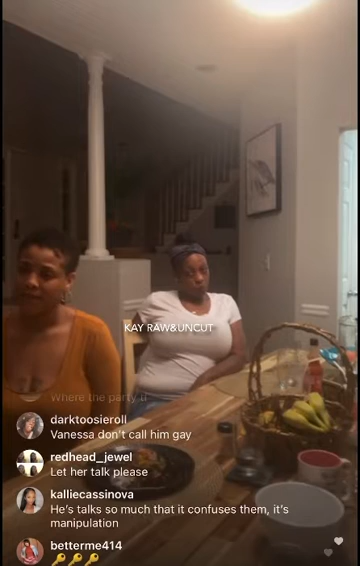 KAY RAW&UNCUT
Where the party
darktoosieroll
Vanessa don't call him gay
redhead_jewel
Let her talk please
kalliecassinova
He's talks so much that it confuses them, it's
manipulation
betterme414